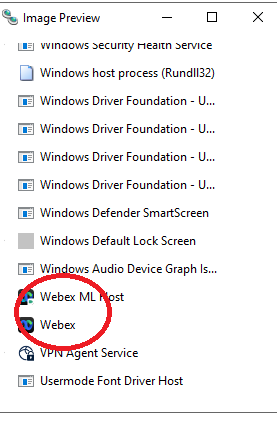 Image Preview
Windows Security Health Service
Windows host process (Rundll32)
Windows Driver Foundation - U...
Windows Driver Foundation - U...
Windows Driver Foundation - U...
Windows Driver Foundation - U...
Windows Defender SmartScreen
Windows Default Lock Screen
Windows Audio Device Graph Is...
Webex ML Host
Webex
VPN Agent Service
Usermode Font Driver Host